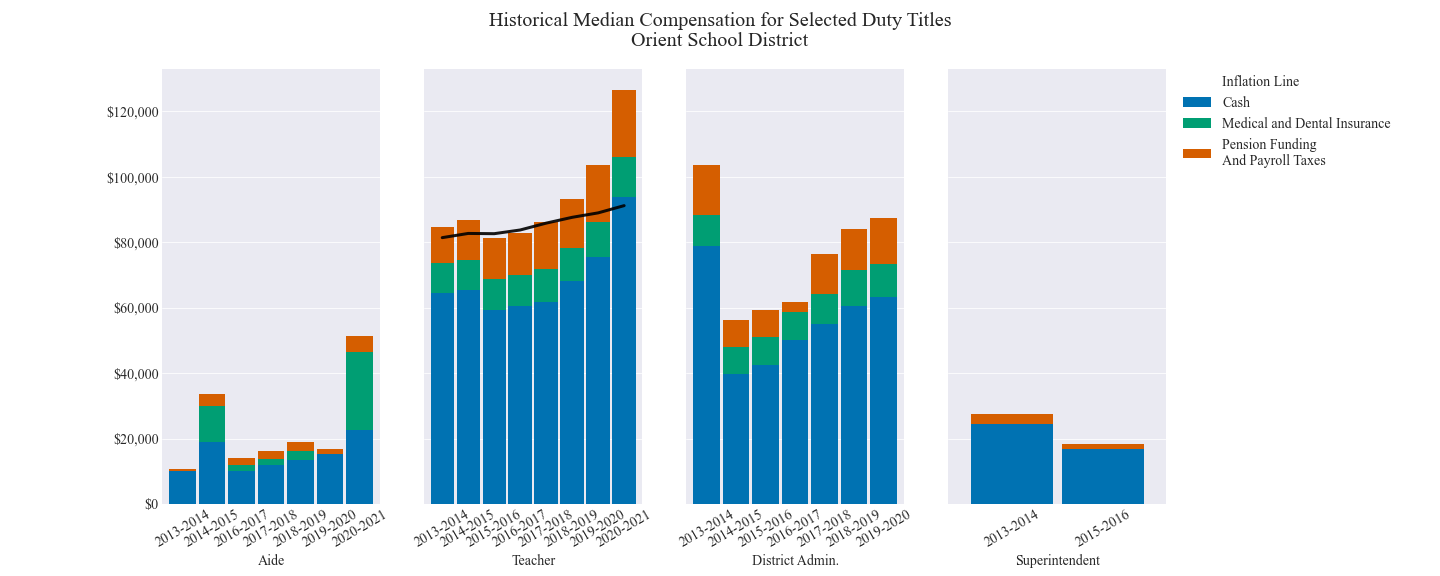 Historical Median Compensation for Selected Duty Titles
Orient School District
Inflation Line
Cash
Medical and Dental Insurance
Pension Funding
And Payroll Taxes
$120,000
$100,000
$80,000
$60,000
$40,000
$20,000
$0
2013-2014
2014-2015
2016-2017
2017-2018
2018-2019
2019-2020
2020-2021
Aide
2013-2014
2014-2015
2015-2016
2016-2017
2017-2018
2018-2019
2019-2020
2020-2021
Teacher
2013-2014
2014-2015
2015-2016
2016-2017
2017-2018
2018-2019
2019-2020
District Admin.
2013-2014
2015-2016
Superintendent